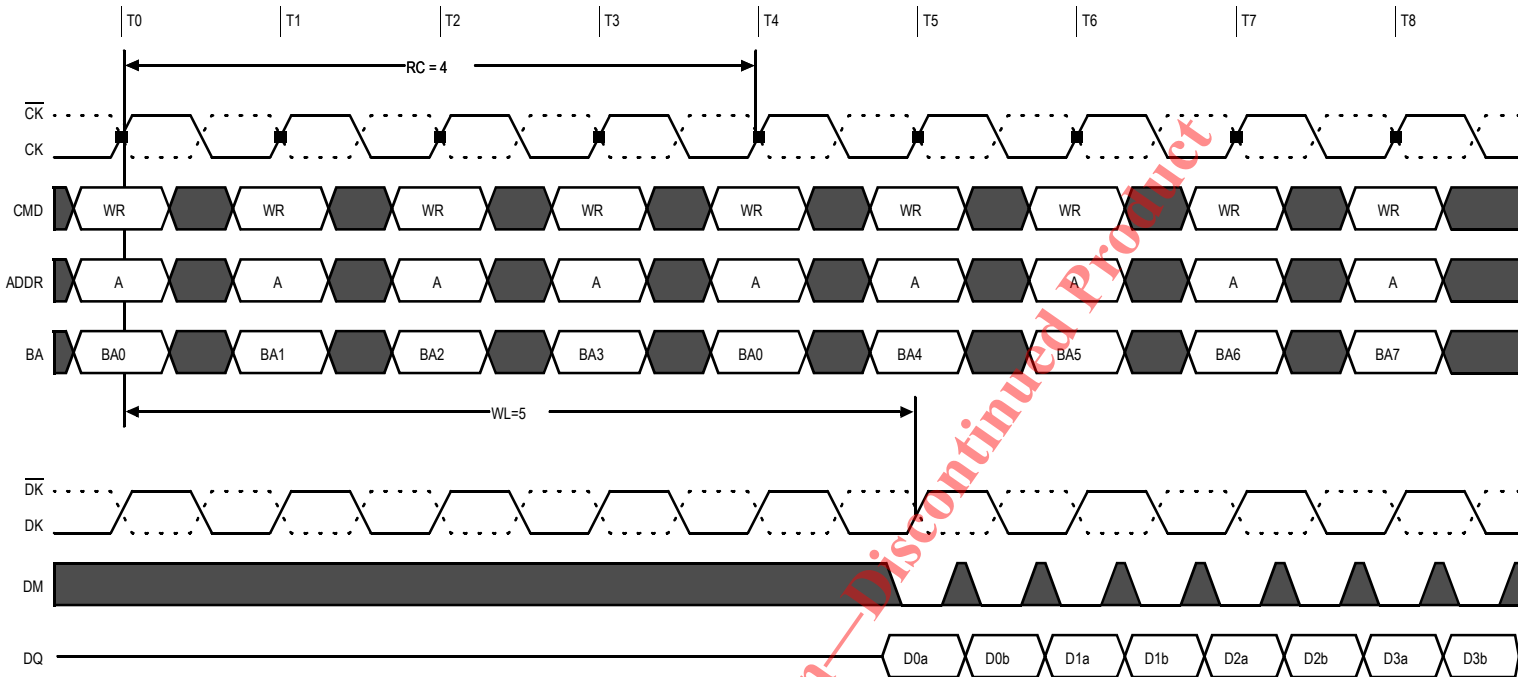 T0 T1 T2 T3 T4 T5 T6 T7 T8
RC = 4
CK
CK
CMD WR WR WR WR WR WR WR WR WR
ADDR A A A A A A A A A
BA BA0 BA1 BA2 BA3 BA0 BA4 BA5 BA6 BA7
WL=5
DK
DK
DM
DQ D0a D0b D1a D1b D2a D2b D3a D3b
n—Discontinued Product